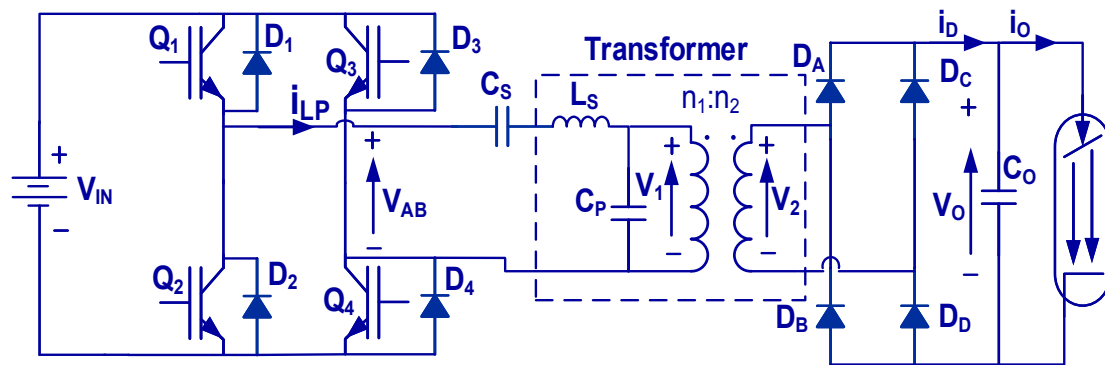 Q1
D1
Q3
D3
iLP
CS
Transformer
LS
n1:n2
DA
iD
iO
DC
+
VIN
−
+
VAB
−
CP
V1
+
−
+
V2
−
+
VO
−
CO
Q2
D2
Q4
D4
DB
DD